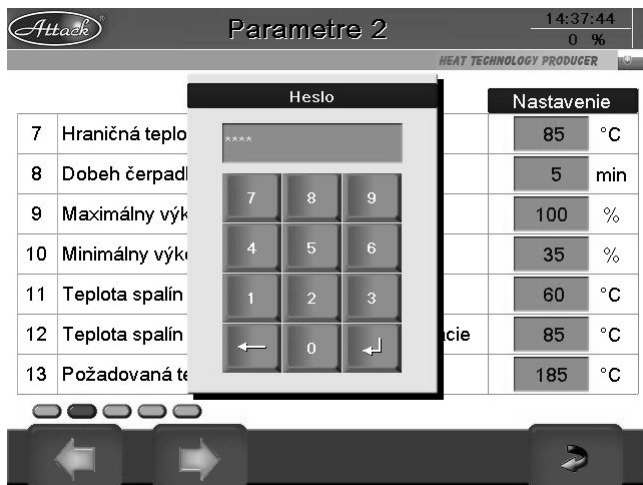 Attack®
Parametre 2
14:37:44
0 %
HEAT TECHNOLOGY PRODUCER
Heslo
Nastavenie
****
7 Hraničná teplo 85 °C
8 Dobeh čerpadl 5 min
9 Maximálny výk 100 %
10 Minimálny výk 35 %
11 Teplota spalín 60 °C
12 Teplota spalín cie 85 °C
13 Požadovaná te 185 °C
7 8 9
4 5 6
1 2 3
0